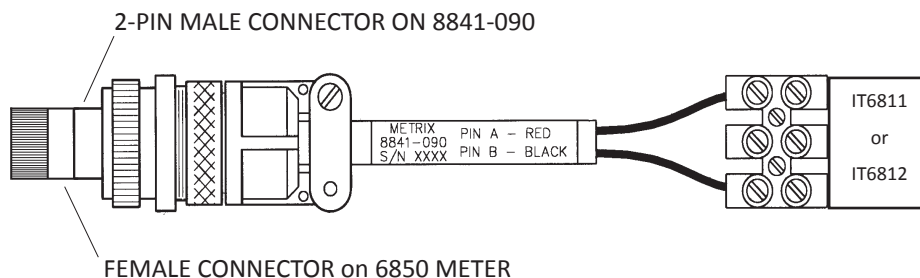 2-PIN MALE CONNECTOR ON 8841-090
METRIX
8841-090
S/N XXXX
PIN A – RED
PIN B – BLACK
IT6811
or
IT6812
FEMALE CONNECTOR on 6850 METER